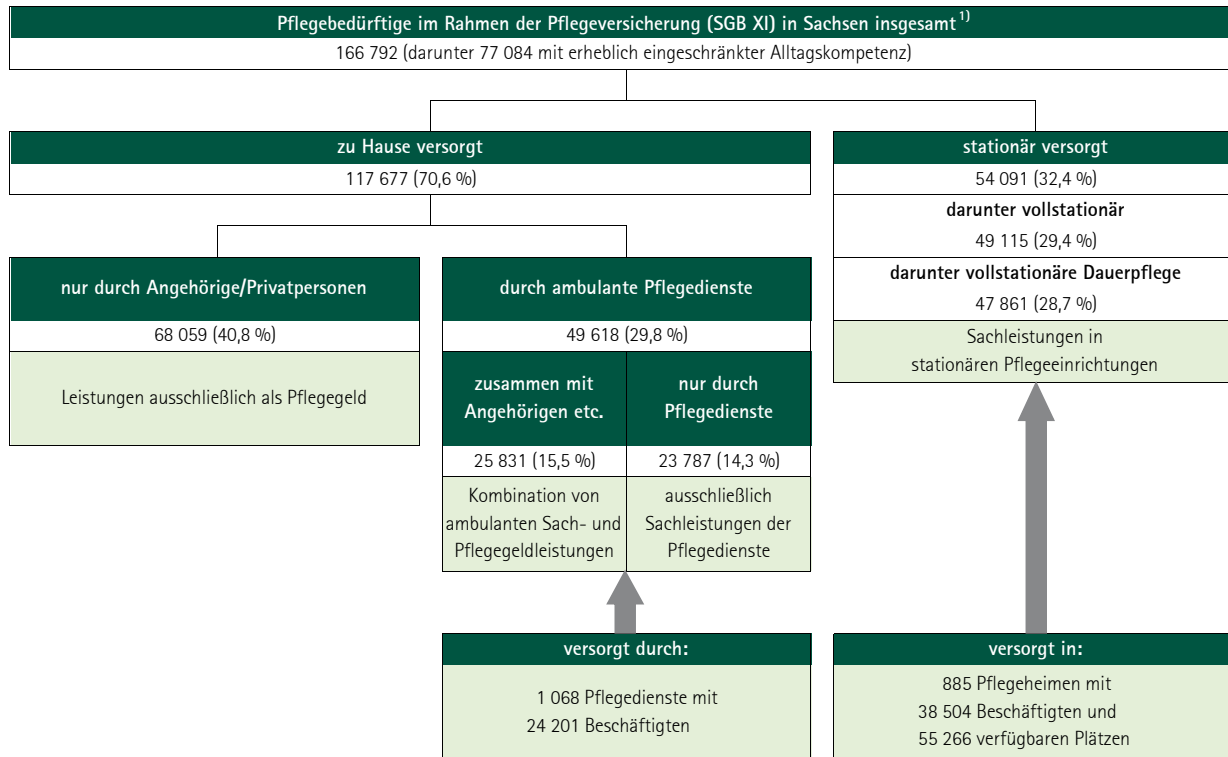 Pflegebedürftige im Rahmen der Pflegeversicherung (SGB XI) in Sachsen insgesamt 1)
166 792 (darunter 77 084 mit erheblich eingeschränkter Alltagskompetenz)
zu Hause versorgt
117 677 (70,6 %)
stationär versorgt
54 091 (32,4 %)
darunter vollstationär
49 115 (29,4 %)
darunter vollstationäre Dauerpflege
47 861 (28,7 %)
Sachleistungen in
stationären Pflegeeinrichtungen
nur durch Angehörige/Privatpersonen
68 059 (40,8 %)
Leistungen ausschließlich als Pflegegeld
durch ambulante Pflegedienste
49 618 (29,8 %)
zusammen mit
Angehörigen etc.
25 831 (15,5 %)
Kombination von
ambulanten Sach- und
Pflegegeldleistungen
nur durch
Pflegedienste
23 787 (14,3 %)
ausschließlich
Sachleistungen der
Pflegedienste
versorgt durch:
1 068 Pflegedienste mit
24 201 Beschäftigten
versorgt in:
885 Pflegeheimen mit
38 504 Beschäftigten und
55 266 verfügbaren Plätzen